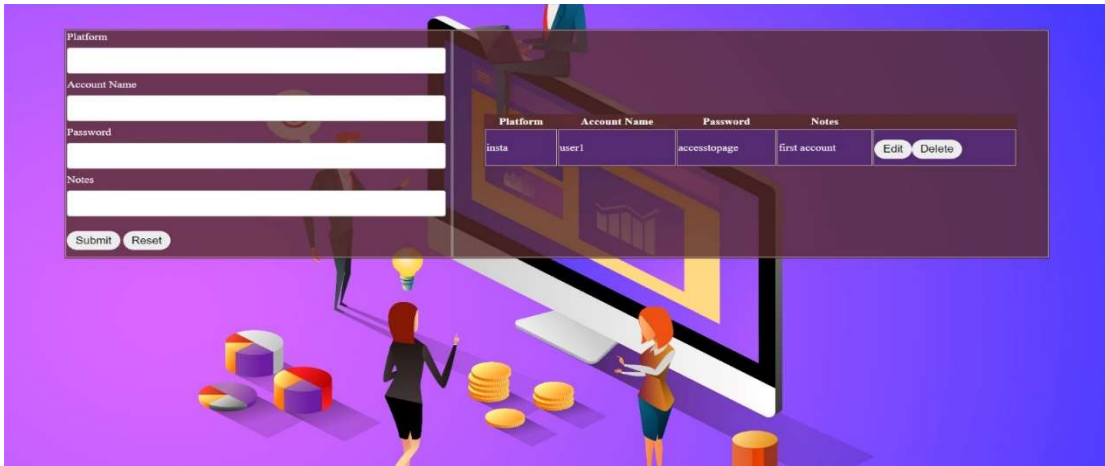 Platform
Account Name
Password
Notes
Submit Reset
Platform Account Name Password Notes
insta user1 accesstopage first account Edit Delete